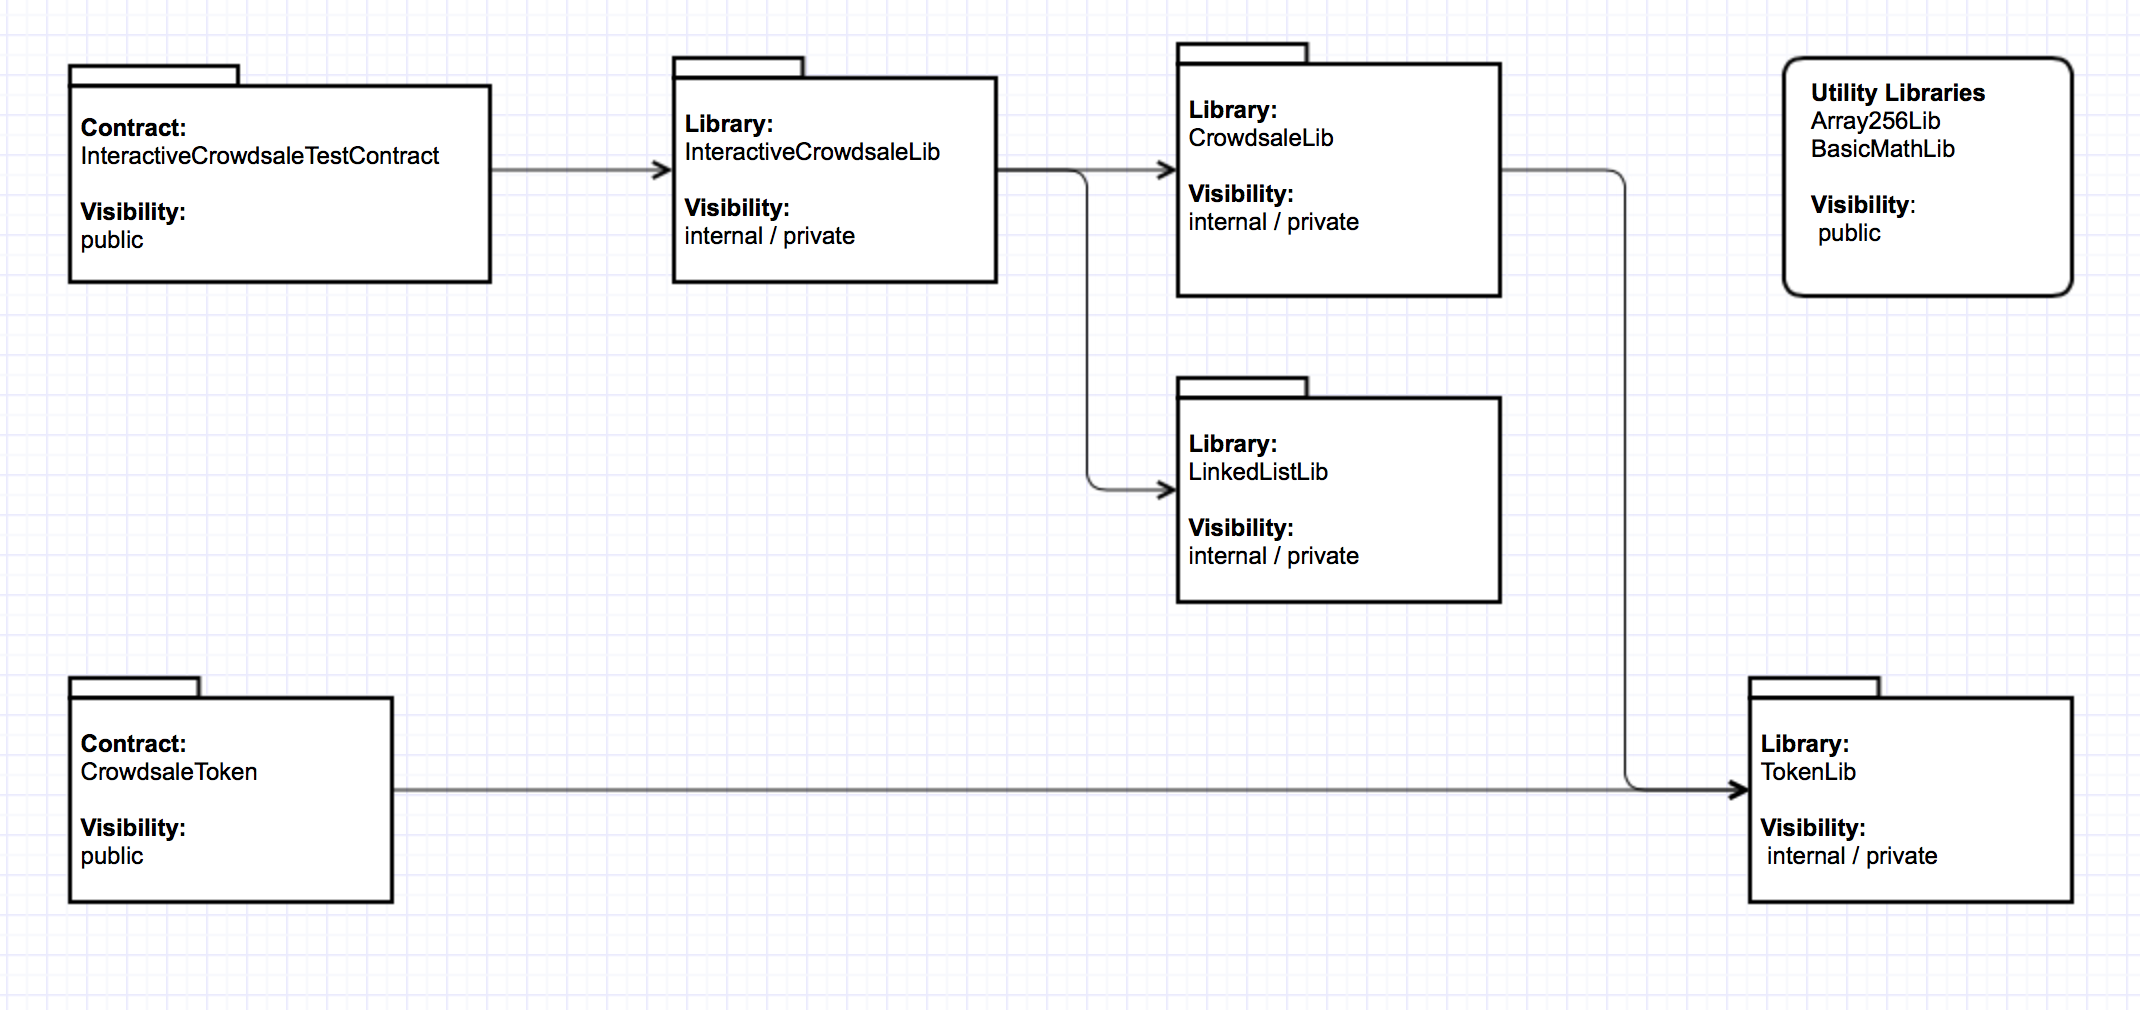 Contract:
InteractiveCrowdsaleTestContract
Visibility:
public
Library:
InteractiveCrowdsaleLib
Visibility:
internal / private
Library:
CrowdsaleLib
Visibility:
internal / private
Utility Libraries
Array256Lib
BasicMathLib
Visibility:
public
Library:
LinkedListLib
Visibility:
internal / private
Contract:
CrowdsaleToken
Visibility:
public
Library:
TokenLib
Visibility:
internal / private